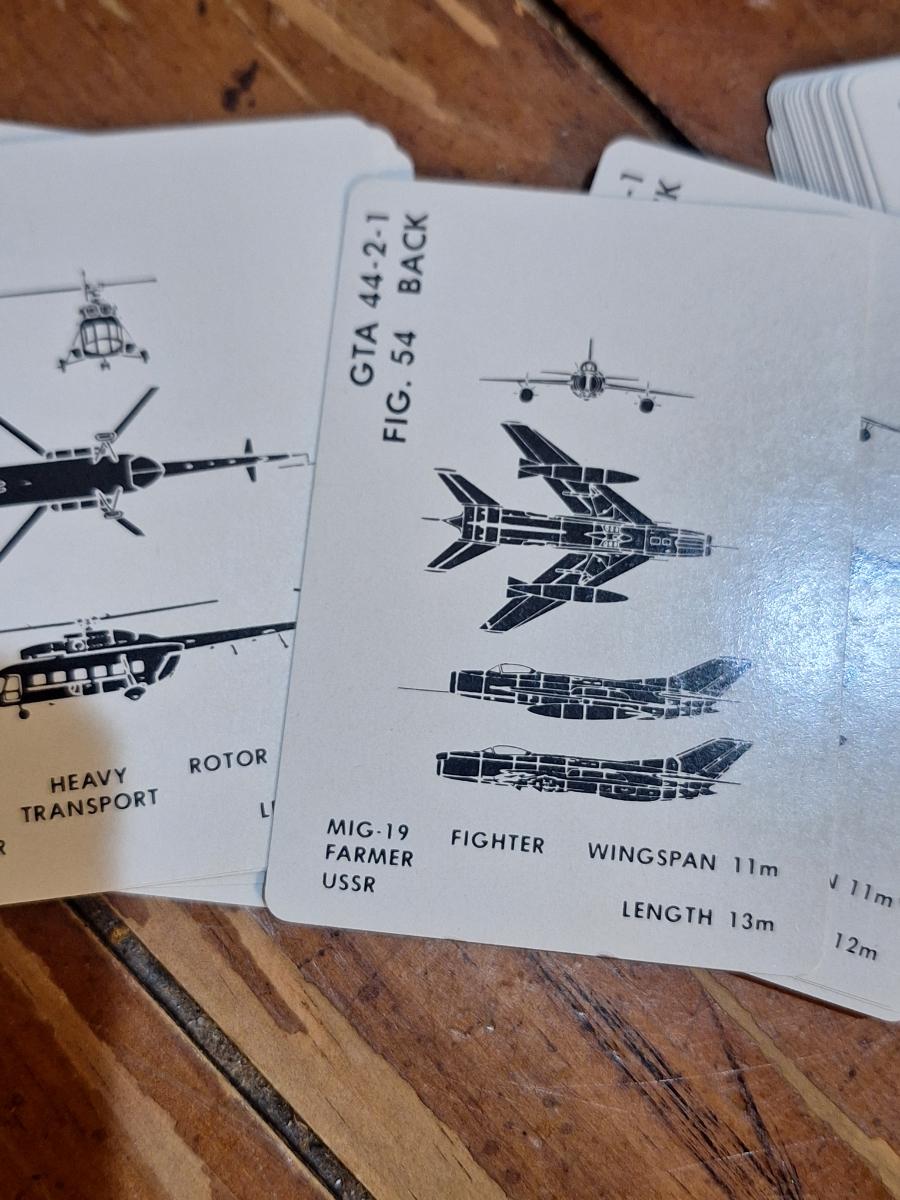 GTA 44-2-1
FIG. 54 BACK
MIG-19 FIGHTER WINGSPAN 11m
FARMER
USSR LENGTH 13m
HEAVY ROTOR
TRANSPORT
-1
11m
12m